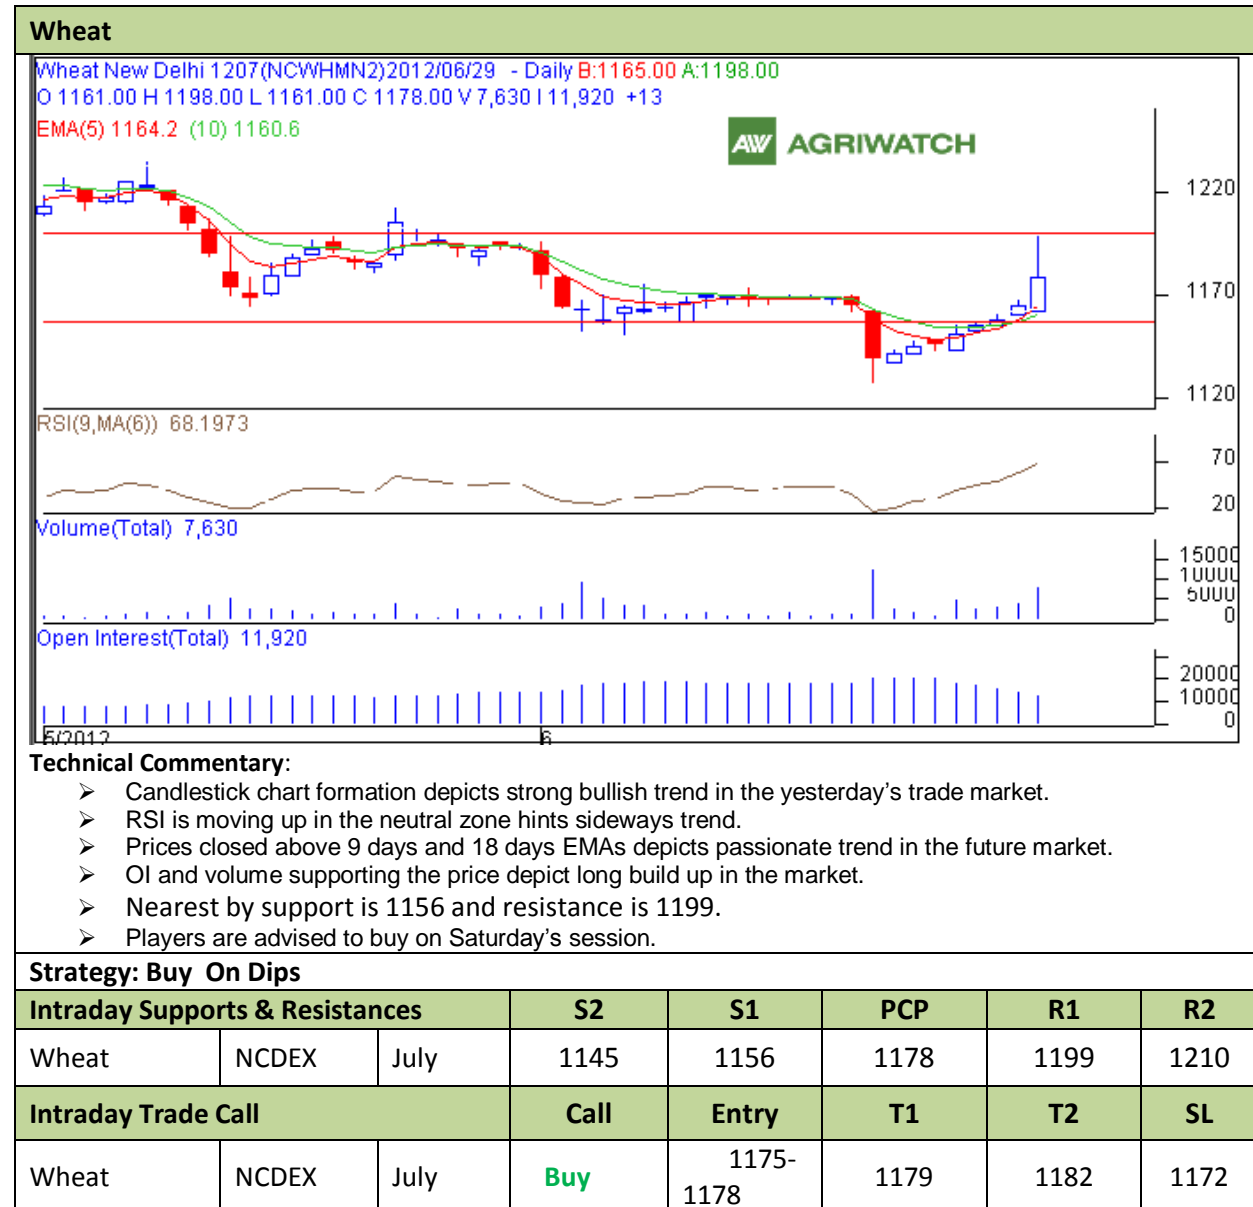 Wheat
Wheat New Delhi 1207(NCWHMN2)2012/06/29 - Daily B:1165.00 A:1198.00
O 1161.00 H 1198.00 L 1161.00 C 1178.00 V 7,630 I 11,920 +13
EMA(5) 1164.2 (10) 1160.6
AW AGRIWATCH
1220
1170
1120
RSI(9,MA(6)) 68.1973
70
20
Volume(Total) 7,630
15000
10000
5000
0
Open Interest(Total) 11,920
20000
10000
0
5/2012 6
Technical Commentary:
➢ Candlestick chart formation depicts strong bullish trend in the yesterday’s trade market.
➢ RSI is moving up in the neutral zone hints sideways trend.
➢ Prices closed above 9 days and 18 days EMAs depicts passionate trend in the future market.
➢ OI and volume supporting the price depict long build up in the market.
➢ Nearest by support is 1156 and resistance is 1199.
➢ Players are advised to buy on Saturday’s session.
Strategy: Buy On Dips
Intraday Supports & Resistances S2 S1 PCP R1 R2
Wheat NCDEX July 1145 1156 1178 1199 1210
Intraday Trade Call Call Entry T1 T2 SL
Wheat NCDEX July Buy 1175-
1178 1179 1182 1172